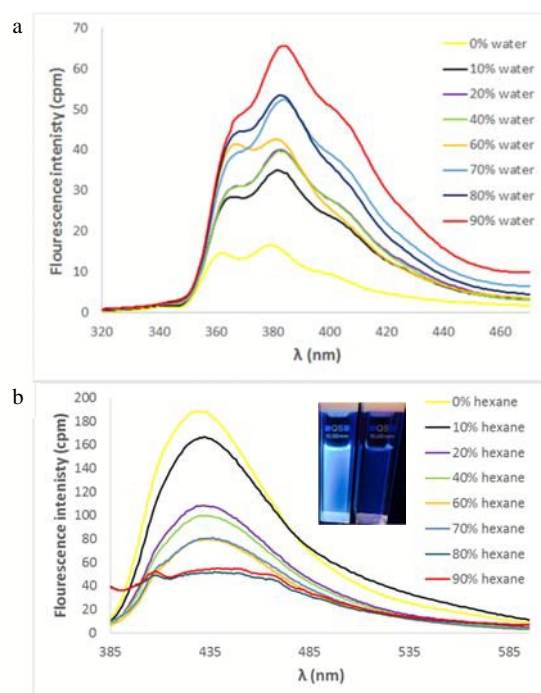 a
70
60
50
40
30
20
10
0
Flourescence intenisty (cpm)
0% water
10% water
20% water
40% water
60% water
70% water
80% water
90% water
320 340 360 380 400 420 440 460
λ (nm)
b
200
180
160
140
120
100
80
60
40
20
0
Flourescence intenisty (cpm)
QS QS
0% hexane
10% hexane
20% hexane
40% hexane
60% hexane
70% hexane
80% hexane
90% hexane
385 435 485 535 585
λ (nm)